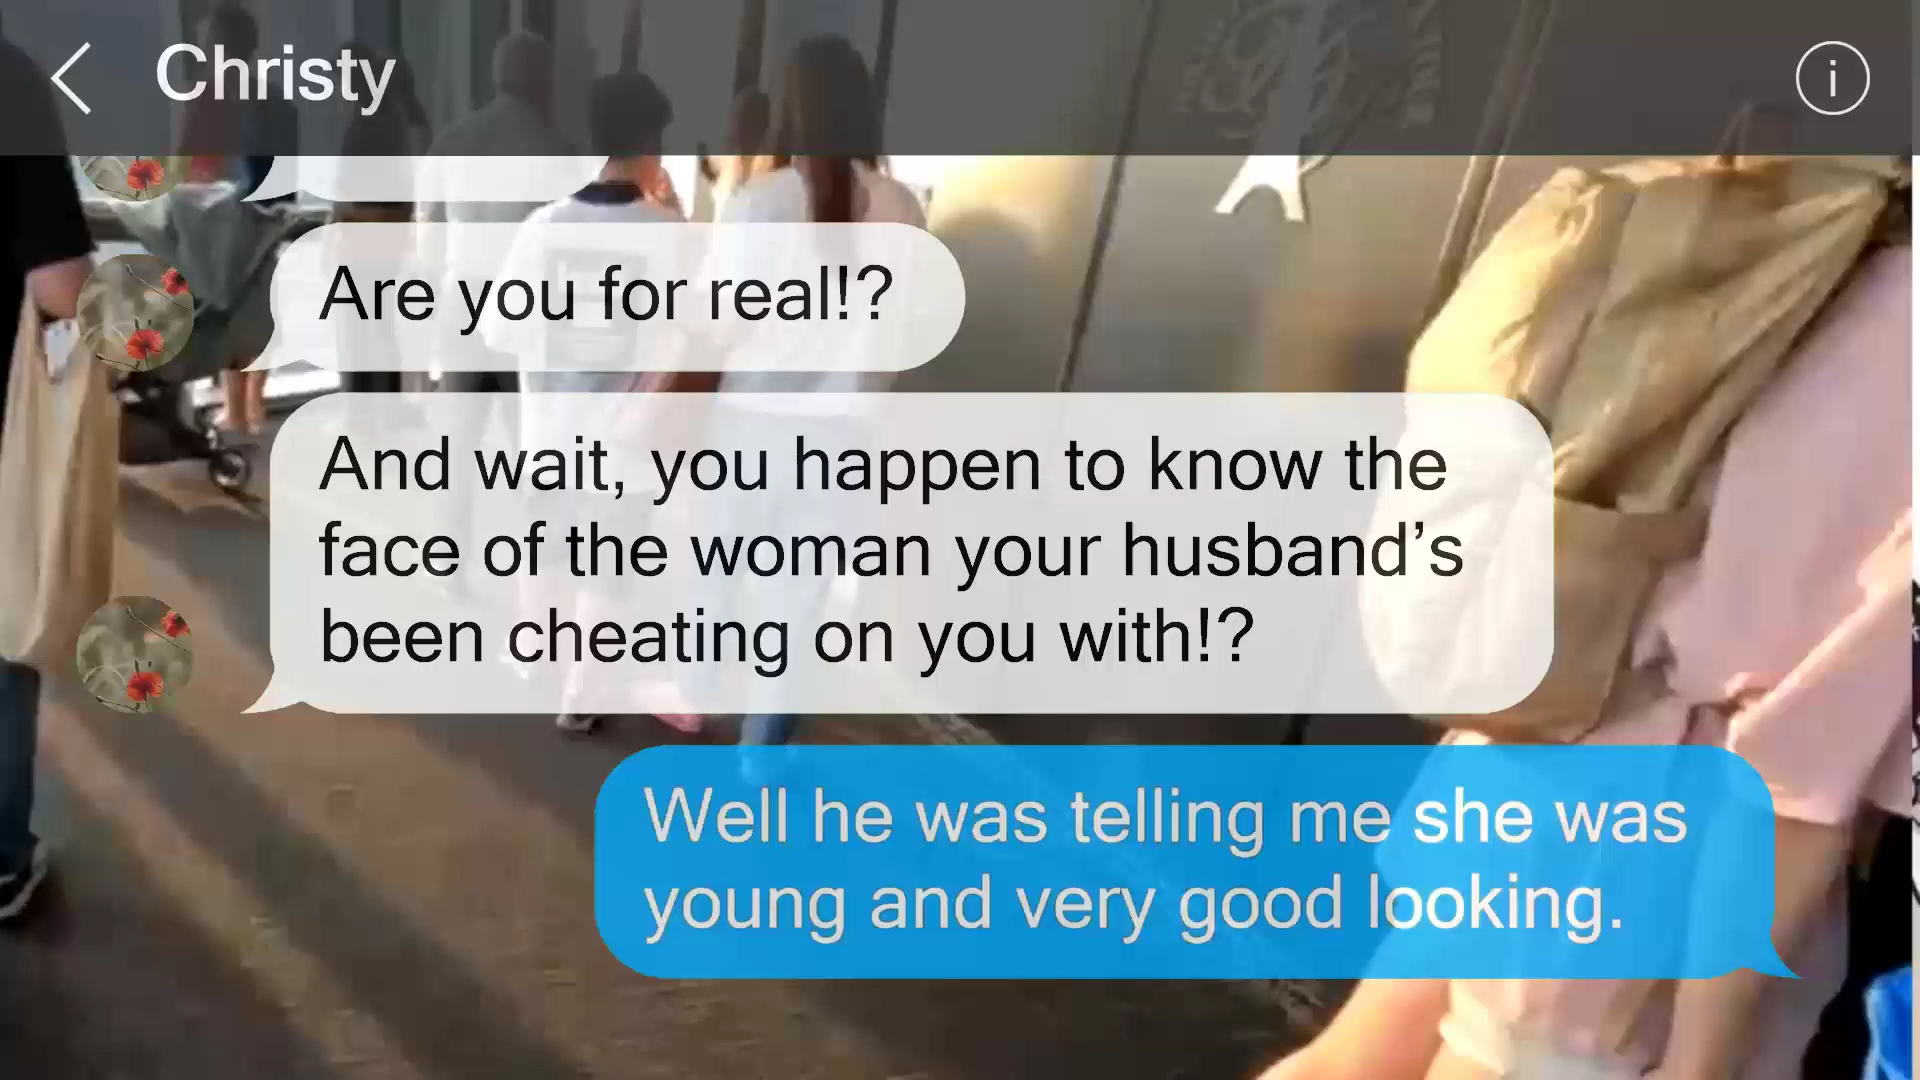 Christy
Are you for real!?
And wait, you happen to know the
face of the woman your husband’s
been cheating on you with!?
Well he was telling me she was
young and very good looking.